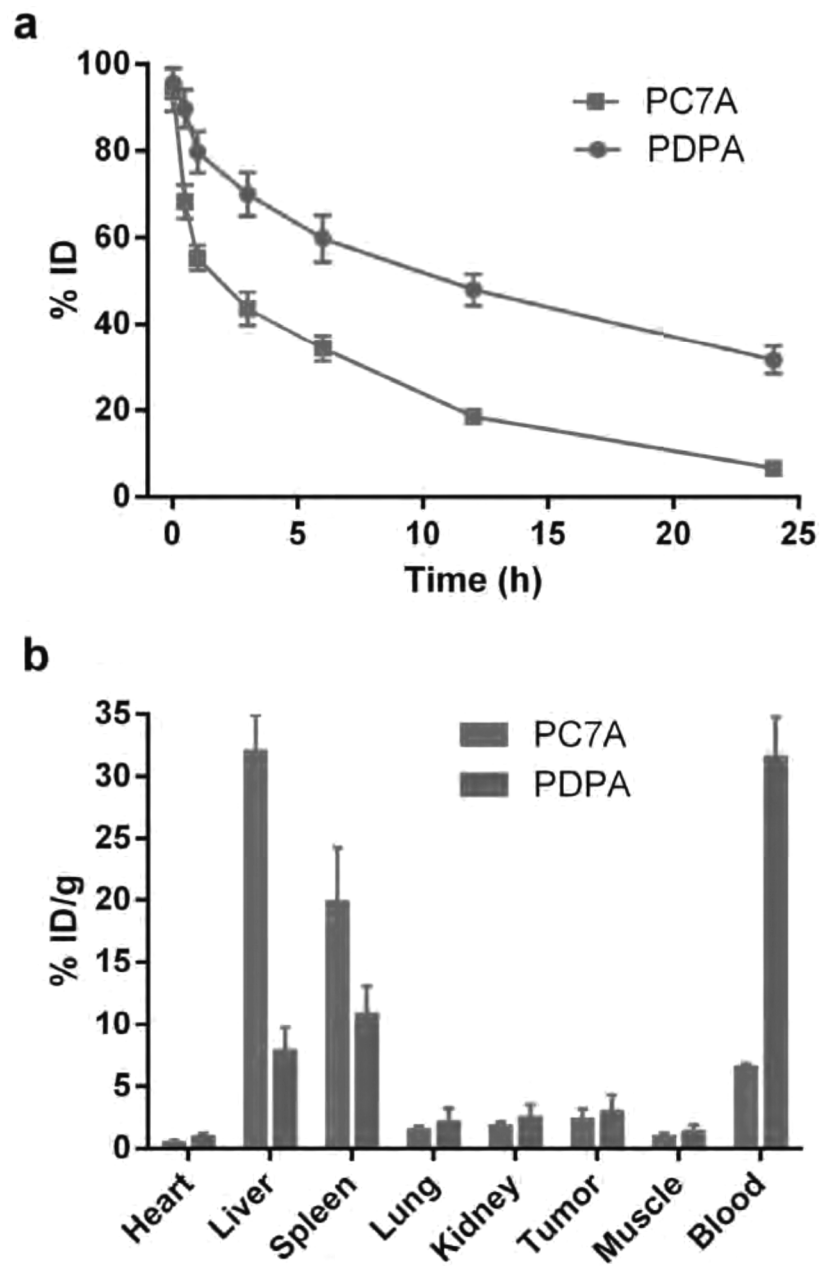 a
100
80
60
40
20
0
% ID
PC7A
PDPA
0 5 10 15 20 25
Time (h)
b
35
30
25
20
15
10
5
0
% ID/g
PC7A
PDPA
Heart Liver Spleen Lung Kidney Tumor Muscle Blood